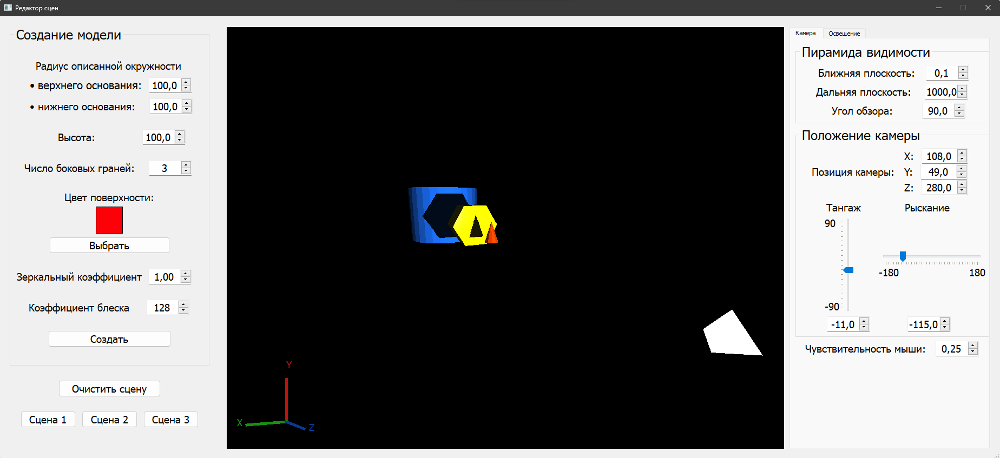 Редактор сцен
Создание модели
Радиус описанной окружности
• верхнего основания: 100,0
• нижнего основания: 100,0
Высота: 100,0
Число боковых граней: 3
Цвет поверхности:
Выбрать
Зеркальный коэффициент 1,00
Коэффициент блеска 128
Создать
Очистить сцену
Сцена 1 Сцена 2 Сцена 3
Y
X
Z
Камера Освещение
Пирамида видимости
Ближняя плоскость: 0,1
Дальняя плоскость: 1000,0
Угол обзора: 90,0
Положение камеры
X: 108,0
Позиция камеры: Y: 49,0
Z: 280,0
Тангаж Рыскание
90
-180 180
-90
-11,0 -115,0
Чувствительность мыши: 0,25